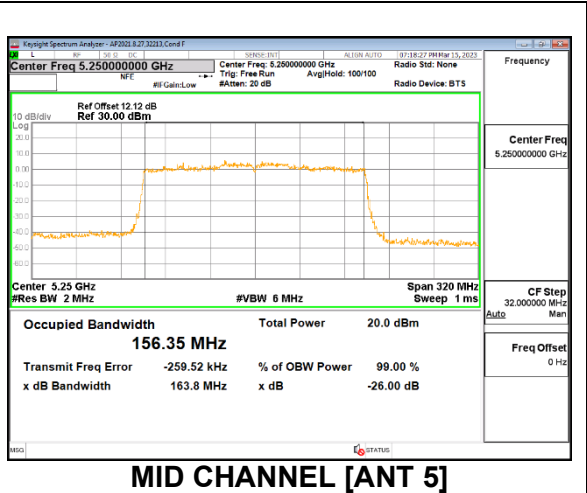 Keysight Spectrum Analyzer - AP2021.8.27,32213,Cond F
L RF 50 Ω DC SENSE:INT ALIGN AUTO 07:18:27 PM Mar 15, 2023
Center Freq 5.250000000 GHz Center Freq: 5.250000000 GHz Radio Std: None Frequency
NFE Trig: Free Run Avg|Hold: 100/100
#IFGain:Low #Atten: 20 dB Radio Device: BTS
Ref Offset 12.12 dB
10 dB/div Ref 30.00 dBm
Log
20.0
10.0
0.00
-10.0
-20.0
-30.0
-40.0
-50.0
-60.0
Center Freq
5.250000000 GHz
Center 5.25 GHz Span 320 MHz
#Res BW 2 MHz #VBW 6 MHz Sweep 1 ms
CF Step
32.000000 MHz
Auto Man
Occupied Bandwidth Total Power 20.0 dBm
156.35 MHz
Freq Offset
0 Hz
Transmit Freq Error -259.52 kHz % of OBW Power 99.00 %
x dB Bandwidth 163.8 MHz x dB -26.00 dB
MSG STATUS
MID CHANNEL [ANT 5]